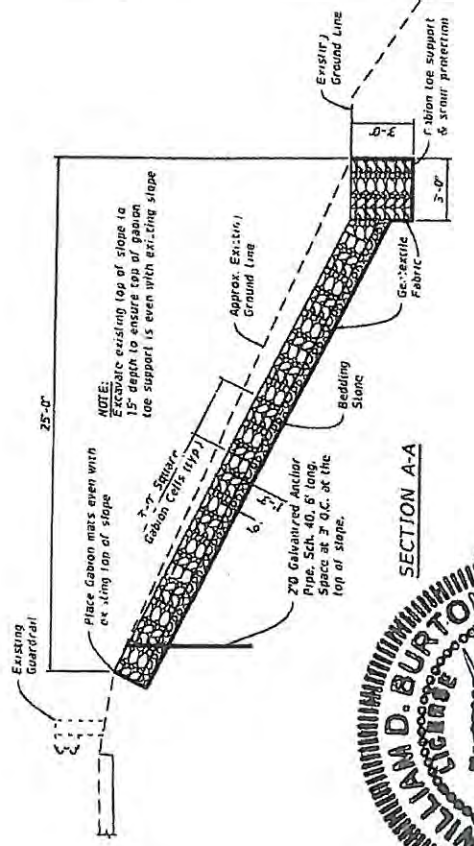 Existing
Guardrail
25'-0"
Place Gabion mats even with
existing top of slope
NOTE:
Excavate existing top of slope to
15" depth to ensure top of gabion
toe support is even with existing slope
3'-0" Square
Gabion Cells (typ.)
Approx. Existing
Ground Line
Existing
Ground Line
3'-0"
3'-0"
Gabion toe support
& scour protection
Geotextile
Fabric
Bedding
Stone
6"
2"Ø Galvanized Anchor
Pipe, Sch. 40, 6' long.
Space at 3' O.C. at the
top of slope.
SECTION A-A
WILLIAM D. BURTO
LICENSE